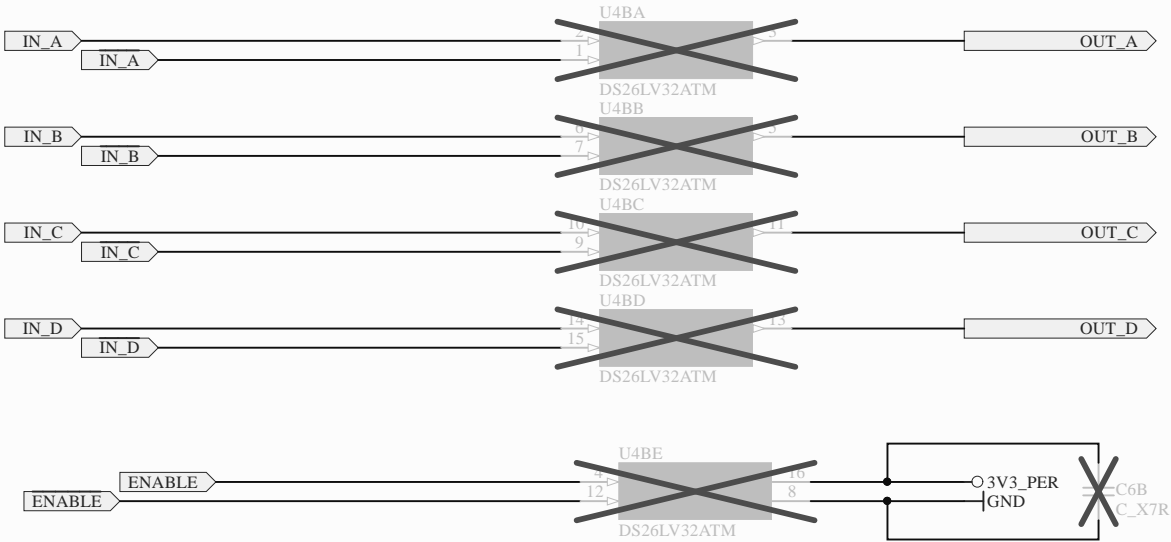 U4BA
IN_A 2 3 OUT_A
IN_A 1
DS26LV32ATM
U4BB
IN_B 6 5 OUT_B
IN_B 7
DS26LV32ATM
U4BC
IN_C 10 11 OUT_C
IN_C 9
DS26LV32ATM
U4BD
IN_D 14 13 OUT_D
IN_D 15
DS26LV32ATM
U4BE
ENABLE 4 16 3V3_PER C6B
ENABLE 12 8 GND C_X7R
DS26LV32ATM